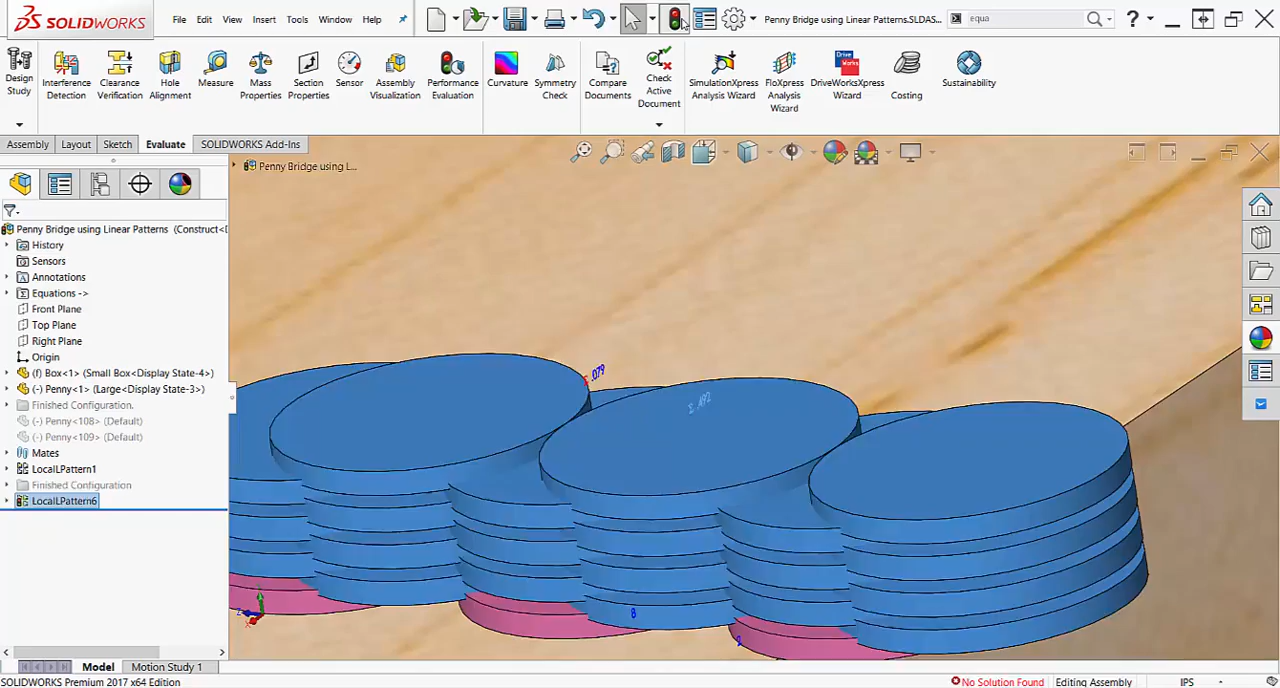 SOLIDWORKS
File Edit View Insert Tools Window Help
Penny Bridge using Linear Patterns.SLDAS...
equa
Design Study
Interference Detection
Clearance Verification
Hole Alignment
Measure
Mass Properties
Section Properties
Sensor
Assembly Visualization
Performance Evaluation
Curvature
Symmetry Check
Compare Documents
Check Active Document
SimulationXpress Analysis Wizard
FloXpress Analysis Wizard
DriveWorksXpress Wizard
Costing
Sustainability
Assembly Layout Sketch Evaluate SOLIDWORKS Add-Ins
Penny Bridge using L...
Penny Bridge using Linear Patterns (Construct<D
History
Sensors
Annotations
Equations ->
Front Plane
Top Plane
Right Plane
Origin
(f) Box<1> (Small Box<Display State-4>)
(-) Penny<1> (Large<Display State-3>)
Finished Configuration.
(-) Penny<108> (Default)
(-) Penny<109> (Default)
Mates
LocalLPattern1
Finished Configuration
LocalLPattern6
.079
Σ .492
8
2
Model Motion Study 1
SOLIDWORKS Premium 2017 x64 Edition
No Solution Found Editing Assembly IPS